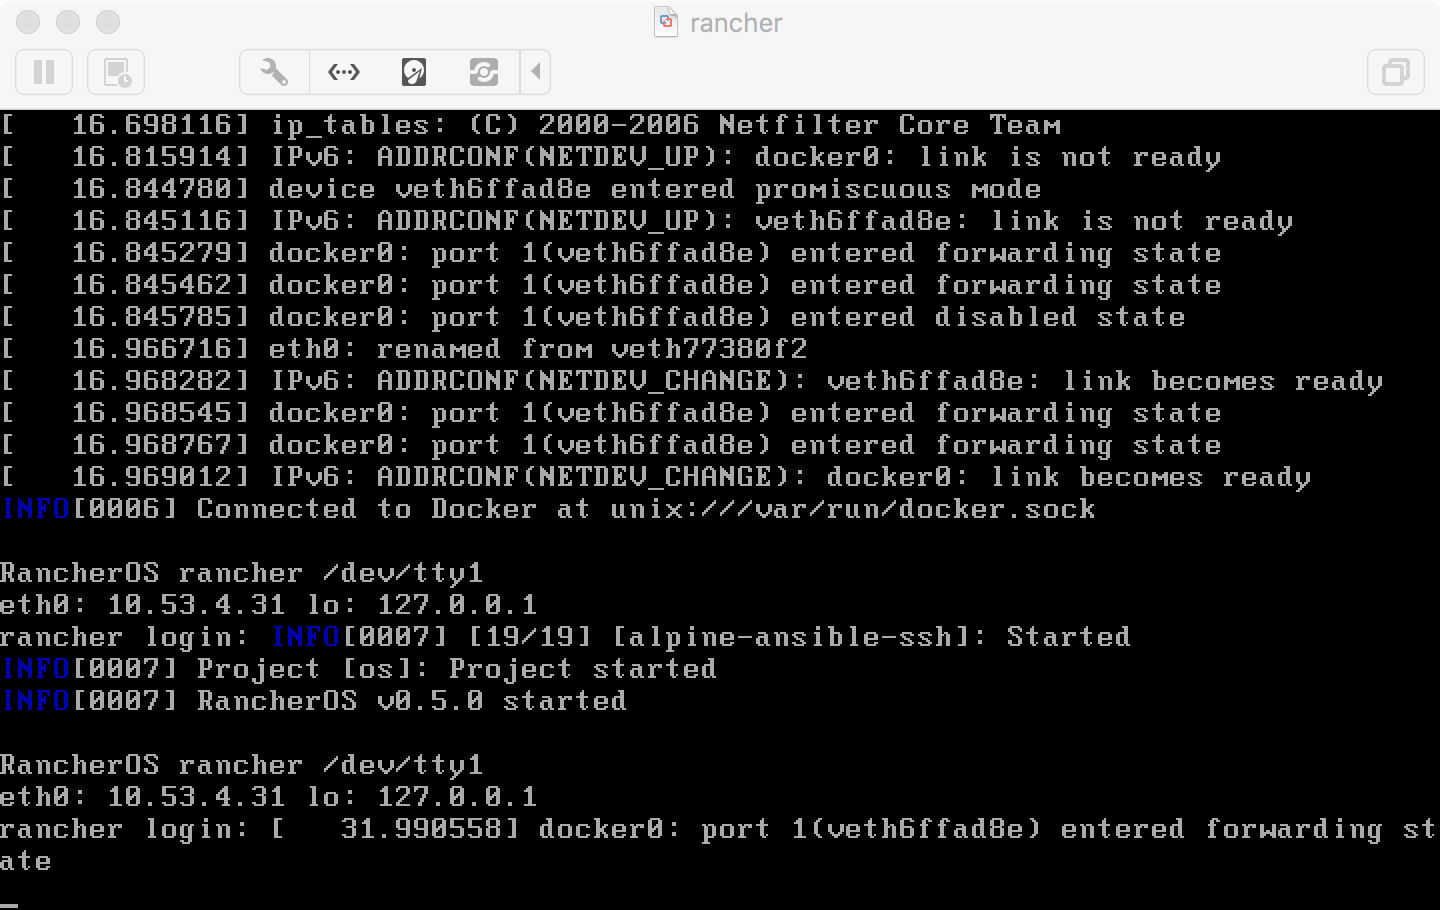 rancher
[   16.698116] ip_tables: (C) 2000-2006 Netfilter Core Team
[   16.815914] IPv6: ADDRCONF(NETDEV_UP): docker0: link is not ready
[   16.844780] device veth6ffad8e entered promiscuous mode
[   16.845116] IPv6: ADDRCONF(NETDEV_UP): veth6ffad8e: link is not ready
[   16.845279] docker0: port 1(veth6ffad8e) entered forwarding state
[   16.845462] docker0: port 1(veth6ffad8e) entered forwarding state
[   16.845785] docker0: port 1(veth6ffad8e) entered disabled state
[   16.966716] eth0: renamed from veth77380f2
[   16.968282] IPv6: ADDRCONF(NETDEV_CHANGE): veth6ffad8e: link becomes ready
[   16.968545] docker0: port 1(veth6ffad8e) entered forwarding state
[   16.968767] docker0: port 1(veth6ffad8e) entered forwarding state
[   16.969012] IPv6: ADDRCONF(NETDEV_CHANGE): docker0: link becomes ready
INFO[0006] Connected to Docker at unix:///var/run/docker.sock
RancherOS rancher /dev/tty1
eth0: 10.53.4.31 lo: 127.0.0.1
rancher login: INFO[0007] [19/19] [alpine-ansible-ssh]: Started
INFO[0007] Project [os]: Project started
INFO[0007] RancherOS v0.5.0 started
RancherOS rancher /dev/tty1
eth0: 10.53.4.31 lo: 127.0.0.1
rancher login: [   31.990558] docker0: port 1(veth6ffad8e) entered forwarding st
ate